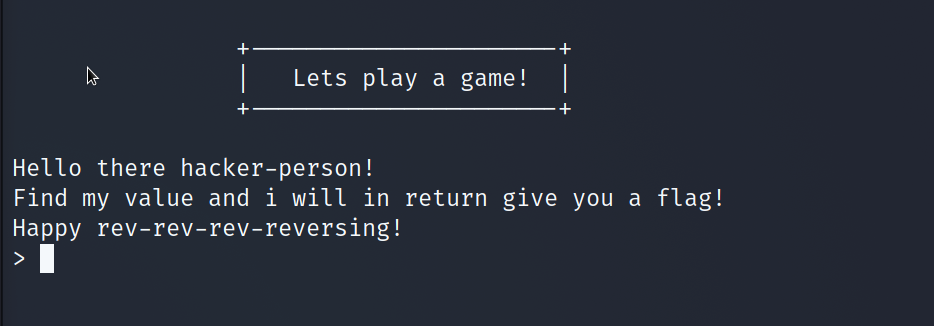 Lets play a game!
Hello there hacker-person!
Find my value and i will in return give you a flag!
Happy rev-rev-rev-reversing!
>